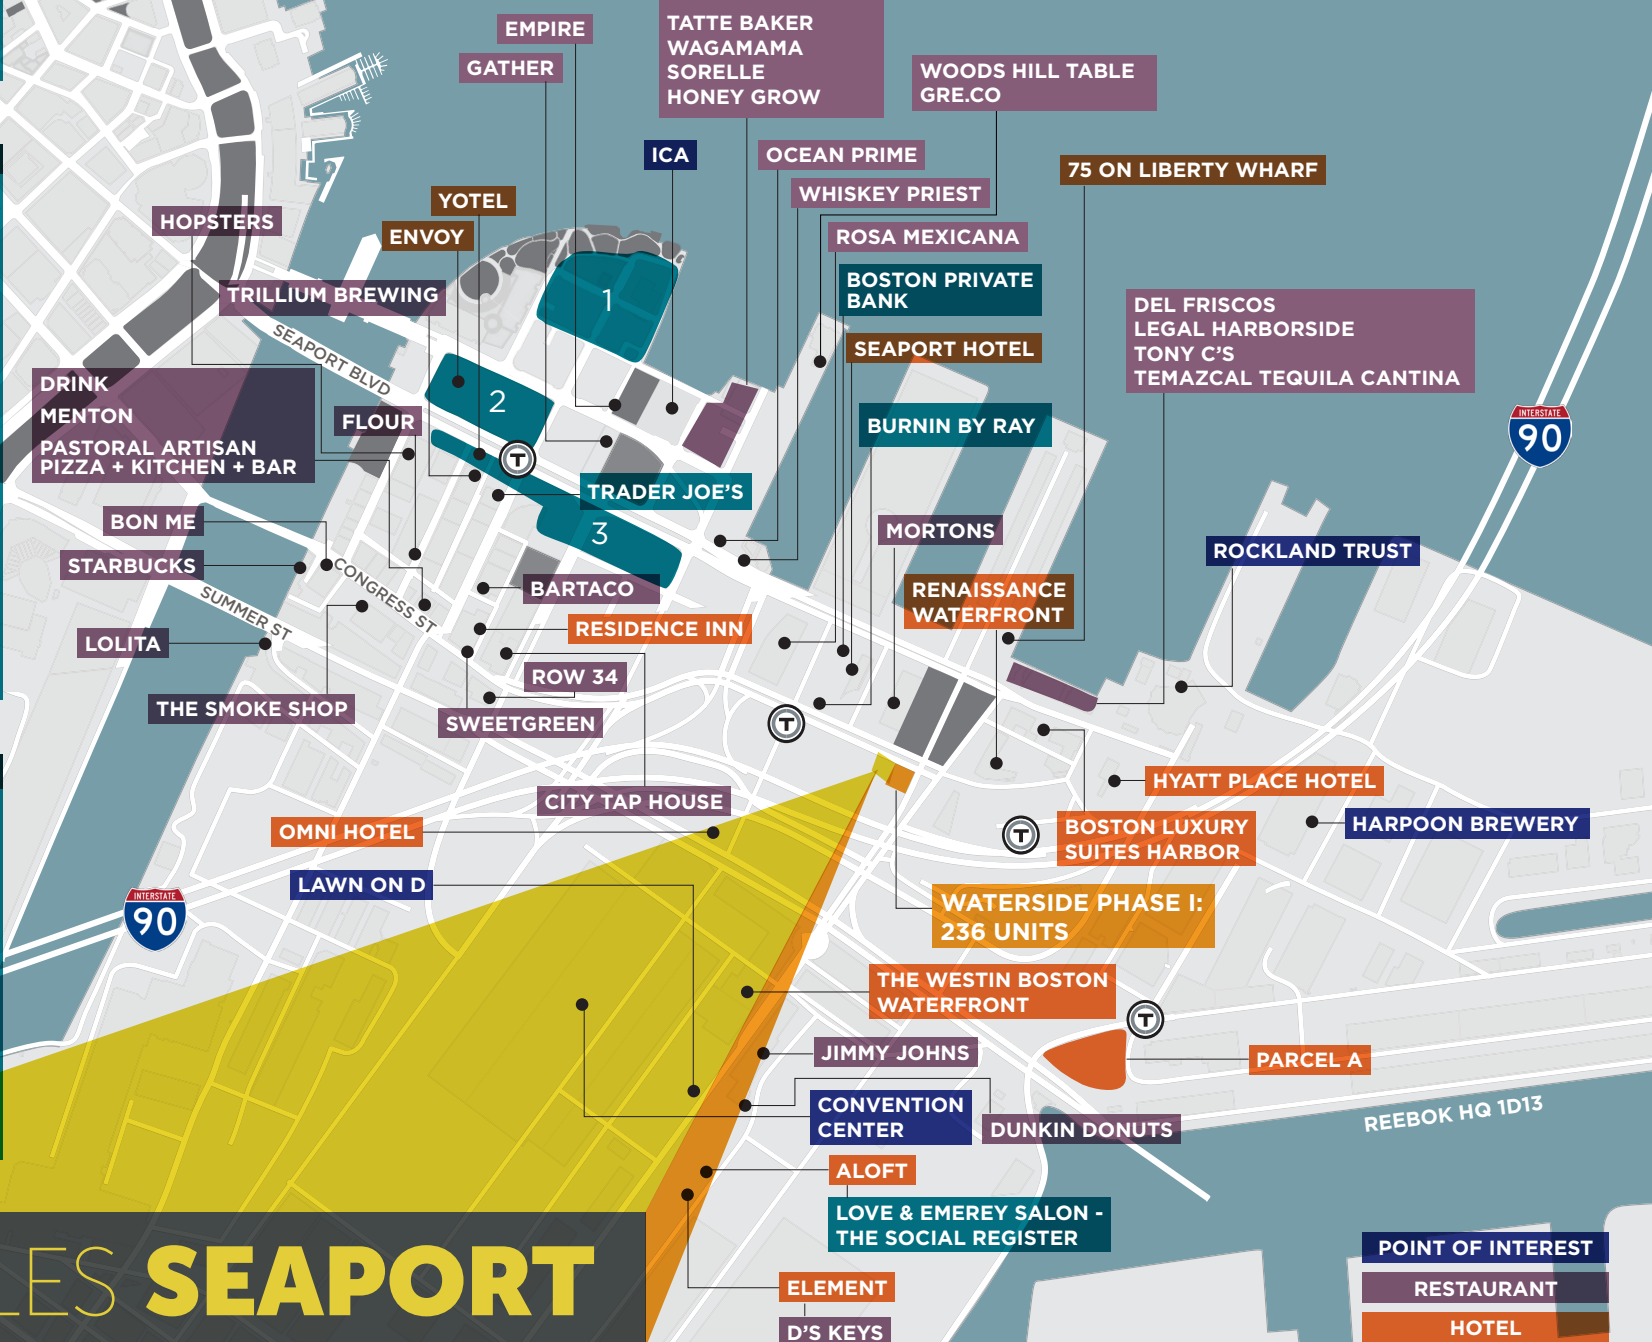 EMPIRE
GATHER
TATTE BAKER
WAGAMAMA
SORELLE
HONEY GROW
WOODS HILL TABLE
GRE.CO
ICA
OCEAN PRIME
75 ON LIBERTY WHARF
WHISKEY PRIEST
YOTEL
HOPSTERS
ENVOY
ROSA MEXICANA
BOSTON PRIVATE
BANK
TRILLIUM BREWING
1
DEL FRISCOS
LEGAL HARBORSIDE
TONY C'S
TEMAZCAL TEQUILA CANTINA
SEAPORT BLVD
SEAPORT HOTEL
DRINK
MENTON
PASTORAL ARTISAN
PIZZA + KITCHEN + BAR
2
FLOUR
BURNIN BY RAY
INTERSTATE
90
T
TRADER JOE'S
3
BON ME
MORTONS
ROCKLAND TRUST
STARBUCKS
CONGRESS ST
SUMMER ST
BARTACO
RENAISSANCE
WATERFRONT
RESIDENCE INN
LOLITA
ROW 34
THE SMOKE SHOP
SWEETGREEN
T
HYATT PLACE HOTEL
CITY TAP HOUSE
OMNI HOTEL
T
BOSTON LUXURY
SUITES HARBOR
HARPOON BREWERY
LAWN ON D
INTERSTATE
90
WATERSIDE PHASE I:
236 UNITS
THE WESTIN BOSTON
WATERFRONT
T
JIMMY JOHNS
PARCEL A
CONVENTION
CENTER
DUNKIN DONUTS
REEBOK HQ 1D13
ALOFT
LOVE & EMEREY SALON -
THE SOCIAL REGISTER
LES SEAPORT
ELEMENT
D'S KEYS
POINT OF INTEREST
RESTAURANT
HOTEL